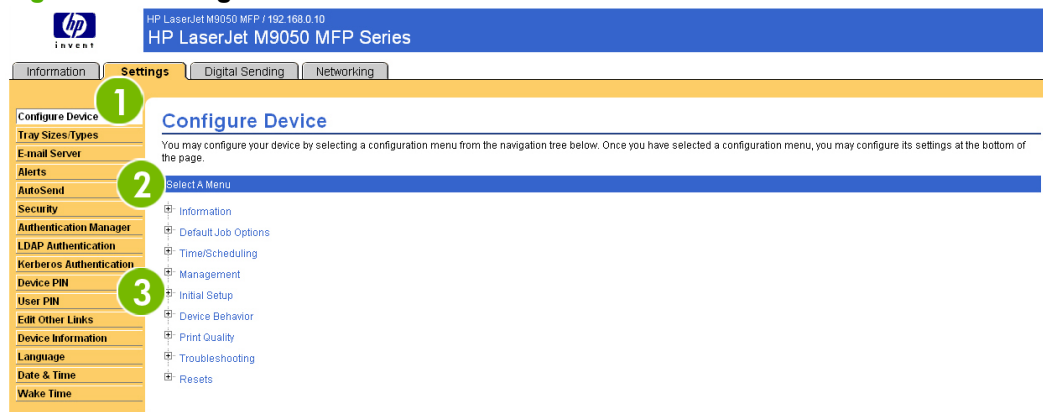 hp
invent
HP LaserJet M9050 MFP / 192.168.0.10
HP LaserJet M9050 MFP Series
Information
Settings
Digital Sending
Networking
1
Configure Device
Tray Sizes/Types
E-mail Server
Alerts
AutoSend
Security
Authentication Manager
LDAP Authentication
Kerberos Authentication
Device PIN
User PIN
Edit Other Links
Device Information
Language
Date & Time
Wake Time
Configure Device
You may configure your device by selecting a configuration menu from the navigation tree below. Once you have selected a configuration menu, you may configure its settings at the bottom of
the page.
2
Select A Menu
Information
Default Job Options
Time/Scheduling
Management
3
Initial Setup
Device Behavior
Print Quality
Troubleshooting
Resets